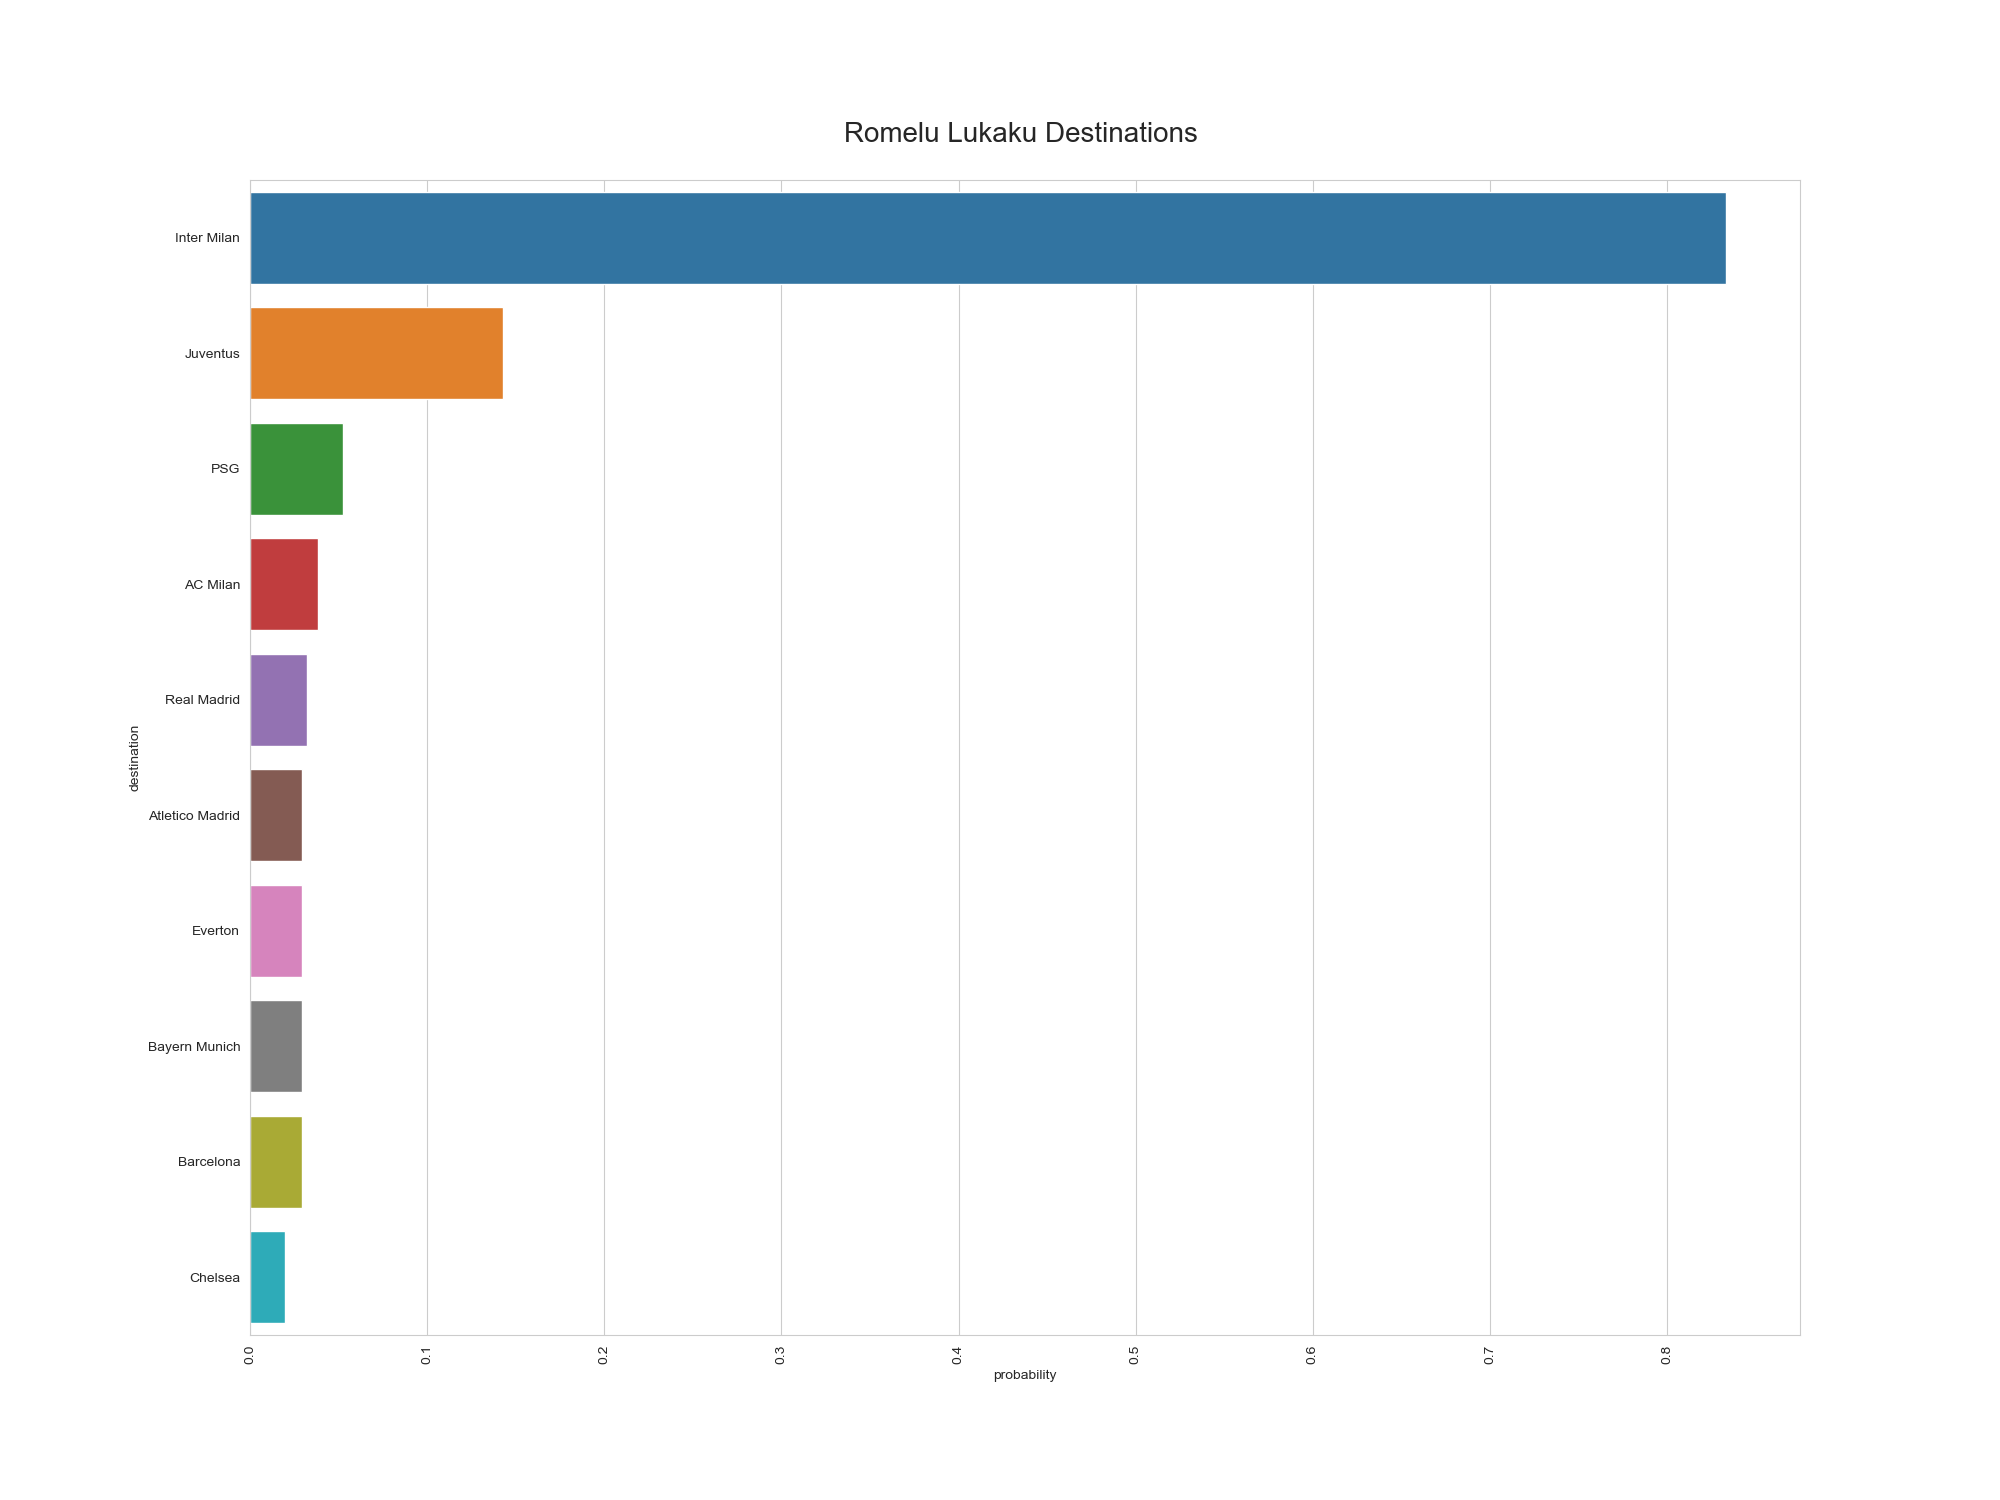 Romelu Lukaku Destinations
Inter Milan
Juventus
PSG
AC Milan
Real Madrid
Atletico Madrid
Everton
Bayern Munich
Barcelona
Chelsea
destination
0.0
0.1
0.2
0.3
0.4
0.5
0.6
0.7
0.8
probability